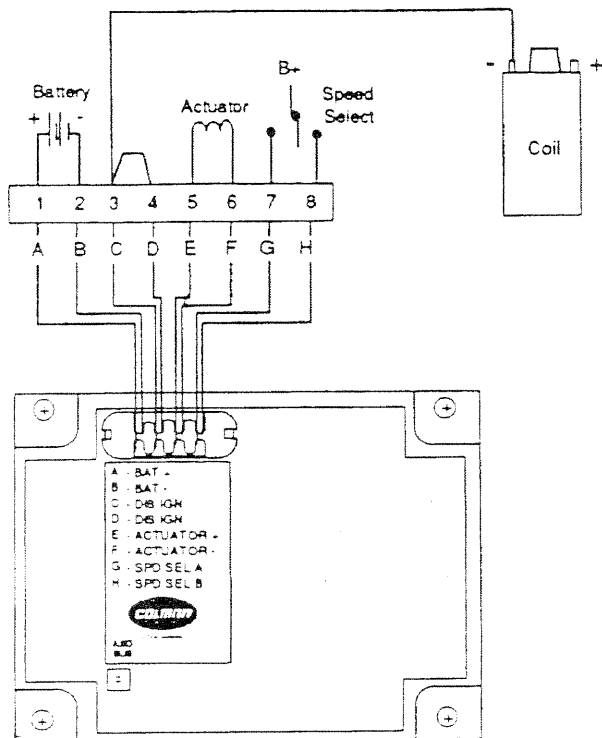 - +
B+
Battery
Speed
Select
Actuator
+ -
Coil
1 2 3 4 5 6 7 8
A B C D E F G H
A - BAT +
B - BAT -
C - DIS IGN
D - DIS IGN
E - ACTUATOR +
F - ACTUATOR -
G - SPD SEL A
H - SPD SEL B